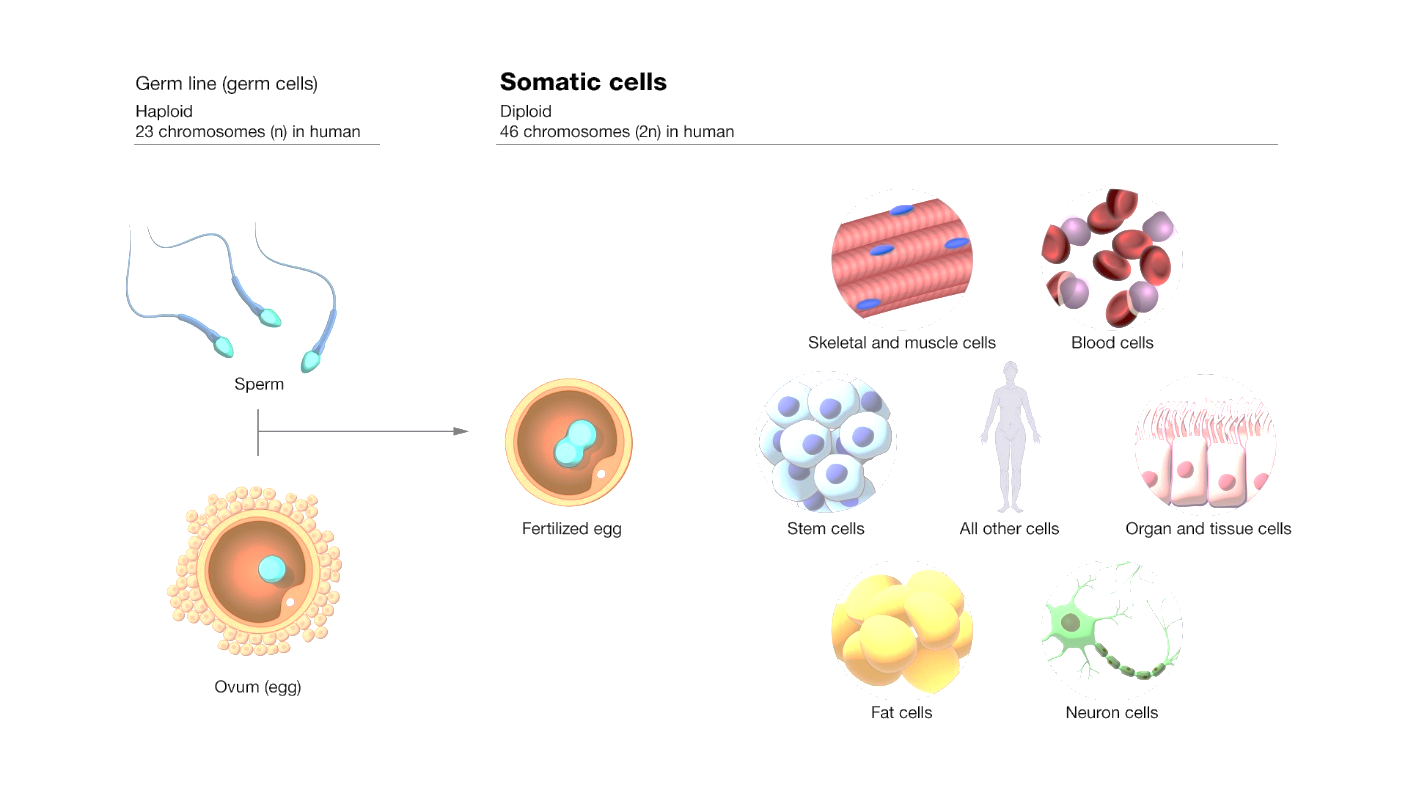 Germ line (germ cells)
Haploid
23 chromosomes (n) in human
Somatic cells
Diploid
46 chromosomes (2n) in human
Sperm
Ovum (egg)
Fertilized egg
Skeletal and muscle cells
Blood cells
Stem cells
All other cells
Organ and tissue cells
Fat cells
Neuron cells